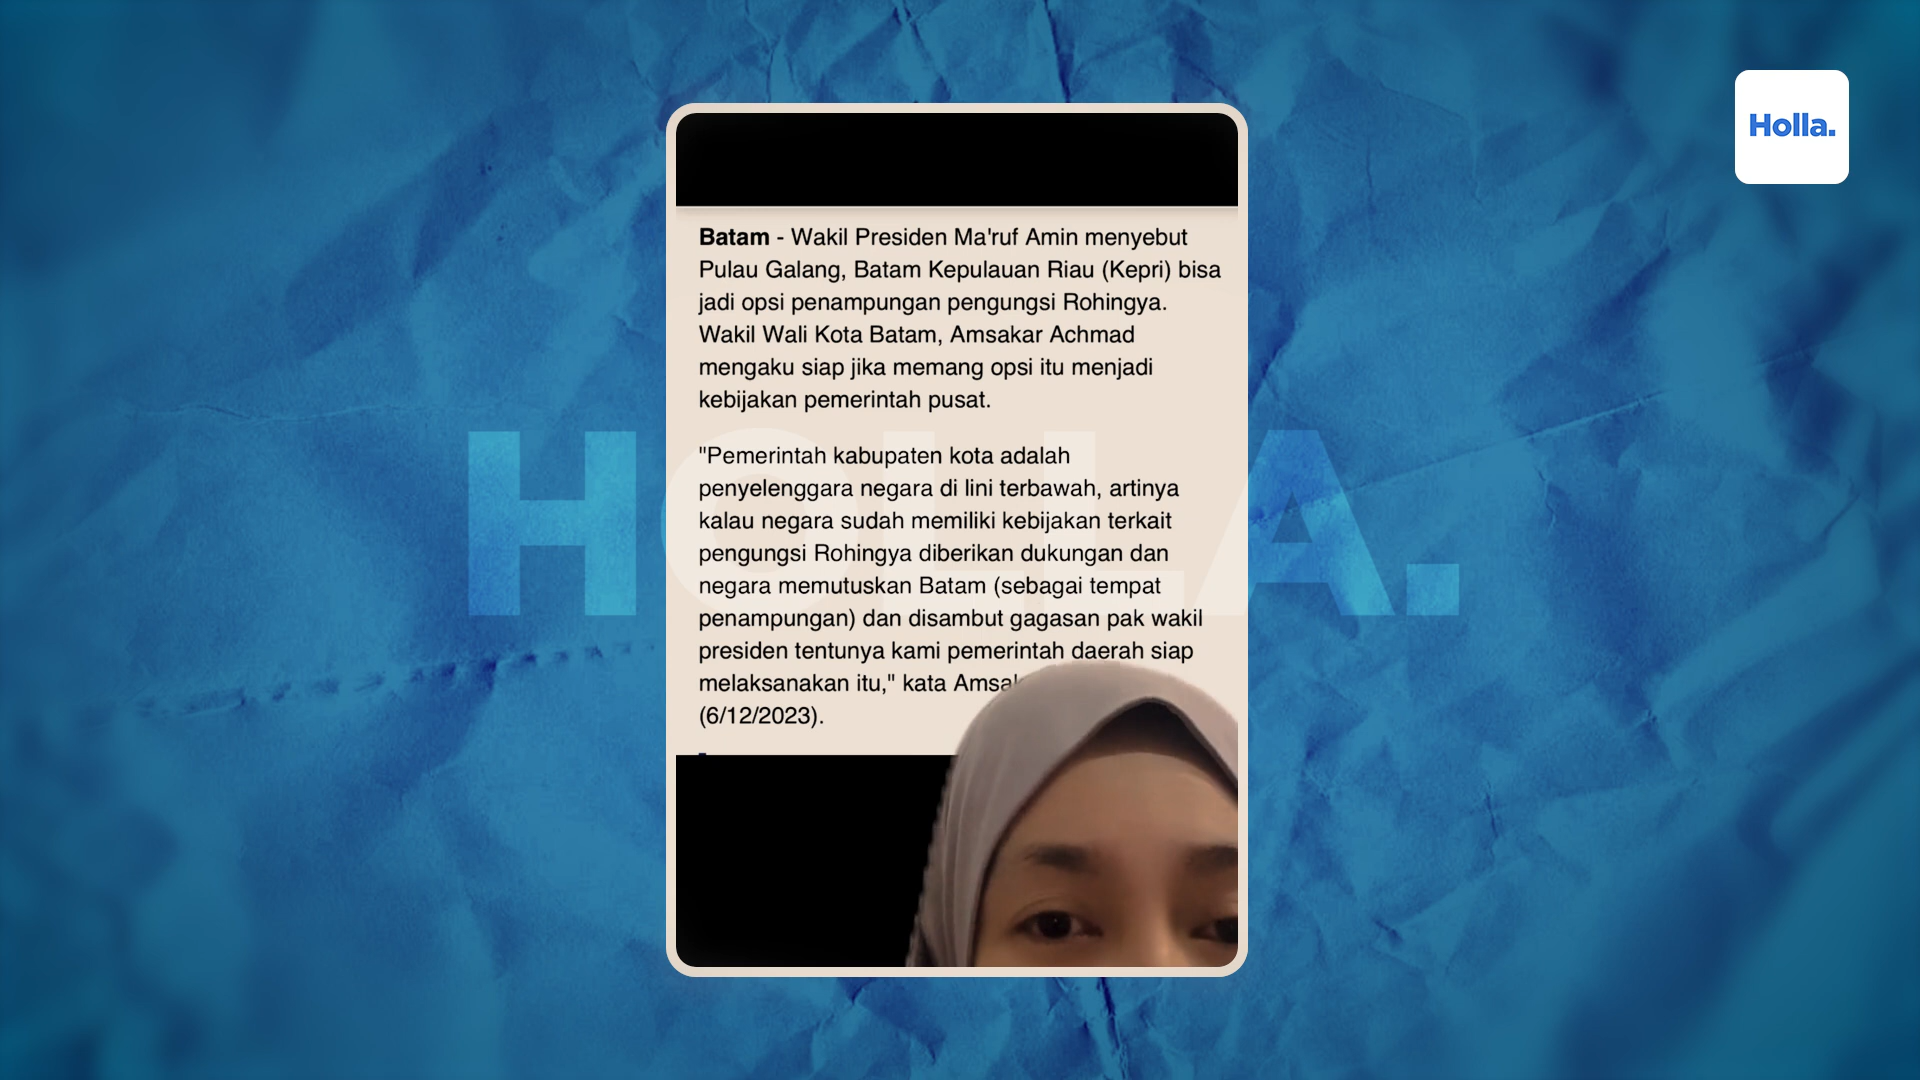 Holla.
Batam - Wakil Presiden Ma'ruf Amin menyebut
Pulau Galang, Batam Kepulauan Riau (Kepri) bisa
jadi opsi penampungan pengungsi Rohingya.
Wakil Wali Kota Batam, Amsakar Achmad
mengaku siap jika memang opsi itu menjadi
kebijakan pemerintah pusat.
"Pemerintah kabupaten kota adalah
penyelenggara negara di lini terbawah, artinya
kalau negara sudah memiliki kebijakan terkait
pengungsi Rohingya diberikan dukungan dan
negara memutuskan Batam (sebagai tempat
penampungan) dan disambut gagasan pak wakil
presiden tentunya kami pemerintah daerah siap
melaksanakan itu," kata
(6/12/2023).
HOLLA.